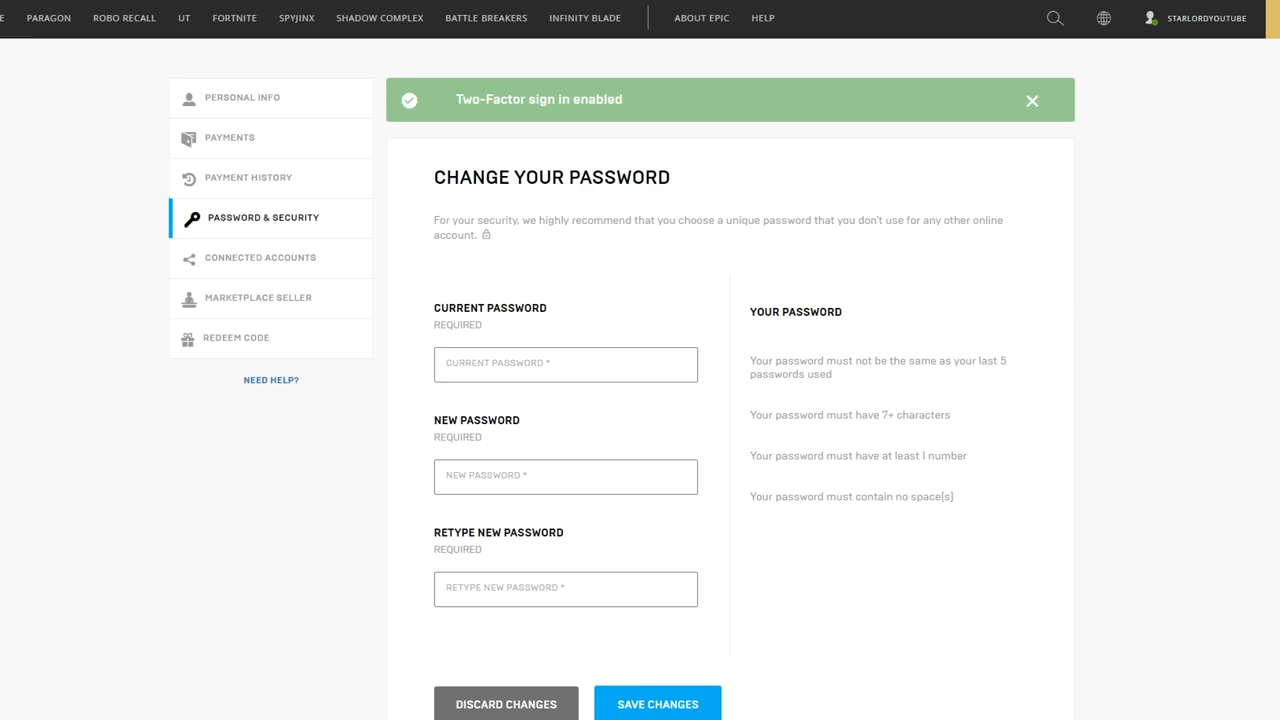 E PARAGON ROBO RECALL UT FORTNITE SPYJINX SHADOW COMPLEX BATTLE BREAKERS INFINITY BLADE ABOUT EPIC HELP STARLORDYOUTUBE
PERSONAL INFO
PAYMENTS
PAYMENT HISTORY
PASSWORD & SECURITY
CONNECTED ACCOUNTS
MARKETPLACE SELLER
REDEEM CODE
NEED HELP?
Two-Factor sign in enabled
CHANGE YOUR PASSWORD
For your security, we highly recommend that you choose a unique password that you don't use for any other online
account.
CURRENT PASSWORD
REQUIRED
CURRENT PASSWORD *
NEW PASSWORD
REQUIRED
NEW PASSWORD *
RETYPE NEW PASSWORD
REQUIRED
RETYPE NEW PASSWORD *
YOUR PASSWORD
Your password must not be the same as your last 5
passwords used
Your password must have 7+ characters
Your password must have at least 1 number
Your password must contain no space(s)
DISCARD CHANGES
SAVE CHANGES